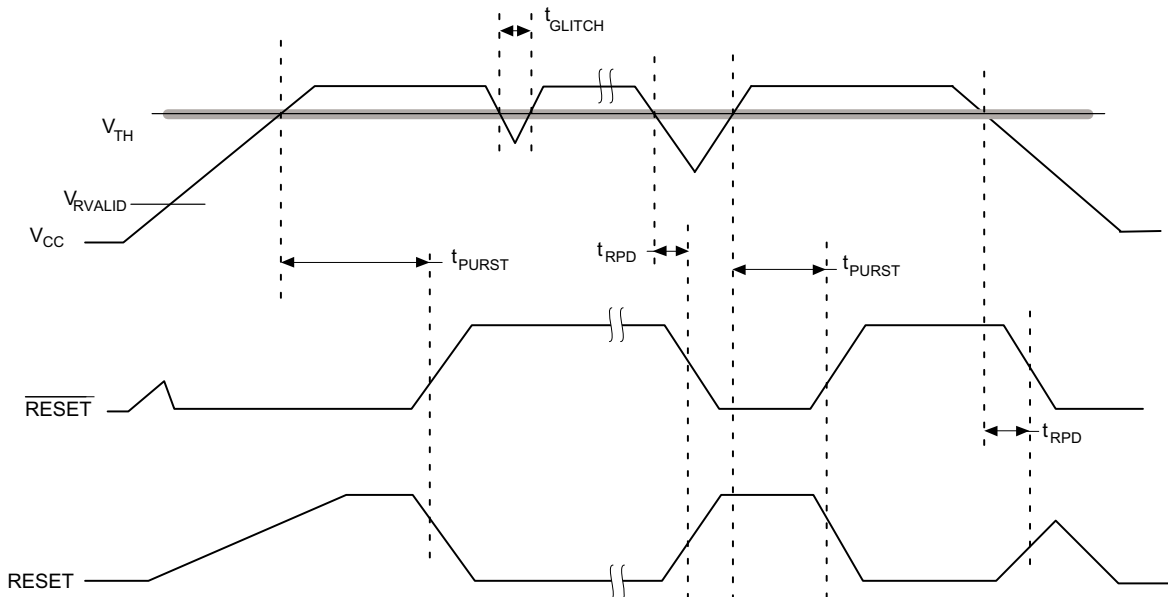 tGLITCH
VTH
VRVALID
VCC
tPURST
tRPD
tPURST
RESET
tRPD
RESET